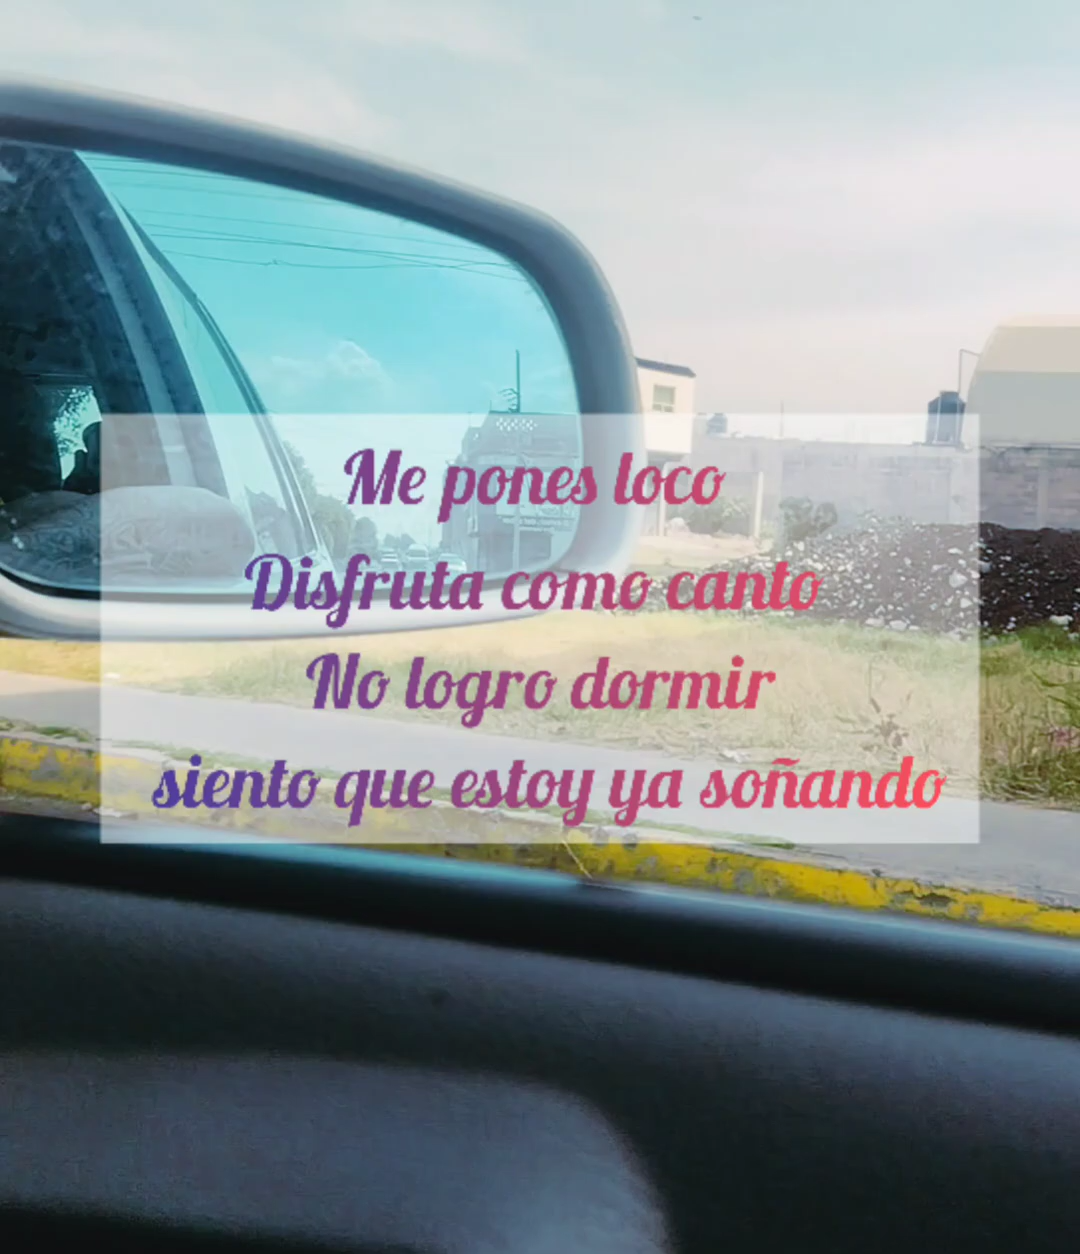 Me pones loco
Disfruta como canto
No logro dormir
siento que estoy ya soñando